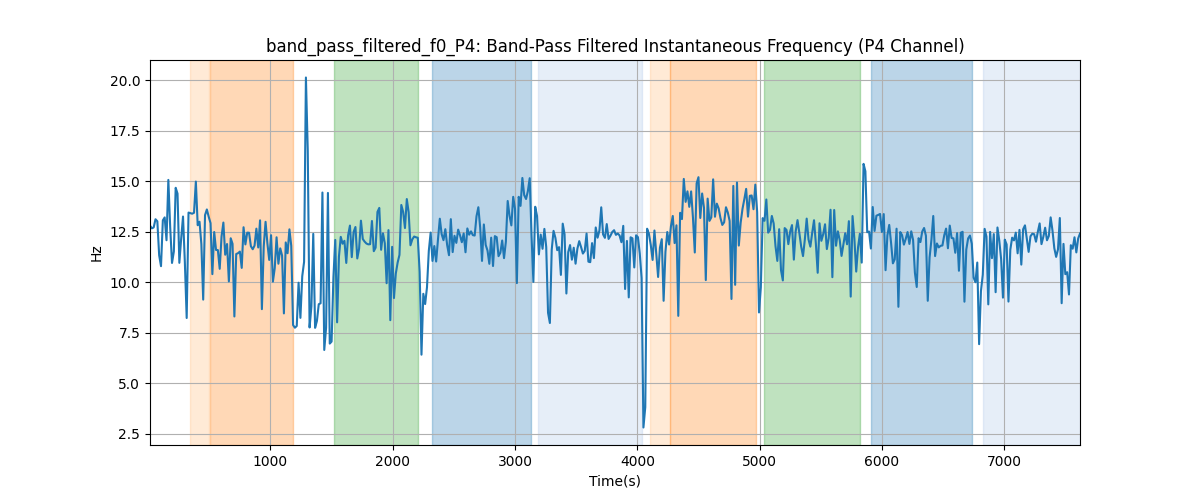 band_pass_filtered_f0_P4: Band-Pass Filtered Instantaneous Frequency (P4 Channel)
20.0
17.5
15.0
12.5
10.0
7.5
5.0
2.5
Hz
1000 2000 3000 4000 5000 6000 7000
Time(s)